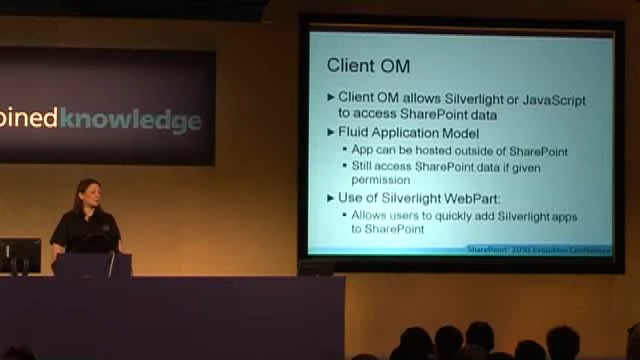 oinedknowledge
Client OM
Client OM allows Silverlight or JavaScript
to access SharePoint data
Fluid Application Model
App can be hosted outside of SharePoint
Still access SharePoint data if given
permission
Use of Silverlight WebPart:
Allows users to quickly add Silverlight apps
to SharePoint
SharePoint 2010 Evolution Conference